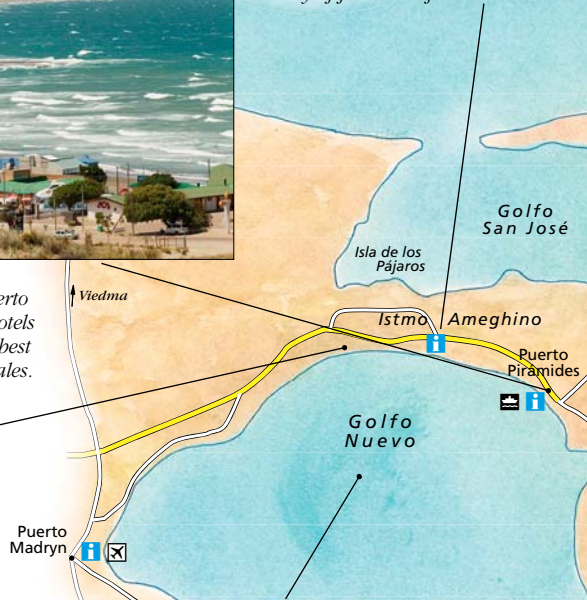 Golfo
San José
Isla de los
Pájaros
Viedma
erto
otels
best
ales.
Istmo Ameghino
Puerto
Pirámides
Golfo
Nuevo
Puerto
Madryn